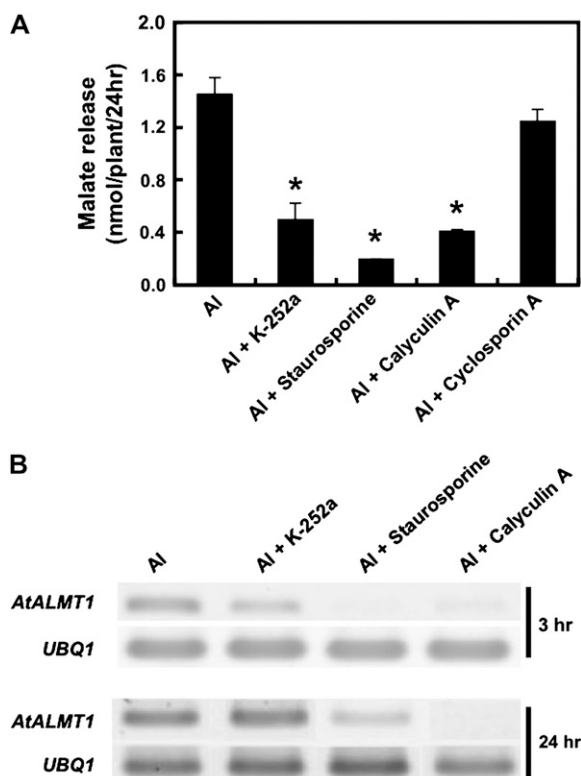 A
Malate release
(nmol/plant/24hr)
2.0
1.6
1.2
0.8
0.4
0.0
*
*
*
Al
Al + K-252a
Al + Staurosporine
Al + Calyculin A
Al + Cyclosporin A
B
Al
Al + K-252a
Al + Staurosporine
Al + Calyculin A
AtALMT1
UBQ1
3 hr
AtALMT1
UBQ1
24 hr